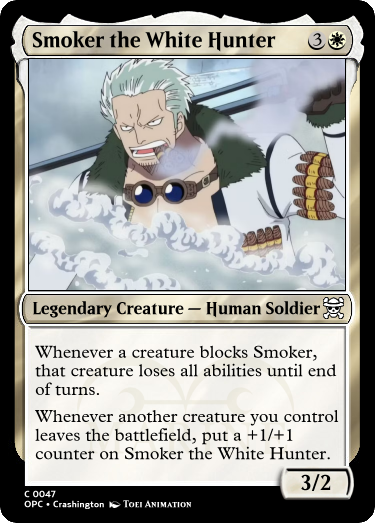 Smoker the White Hunter 3
Legendary Creature — Human Soldier
Whenever a creature blocks Smoker,
that creature loses all abilities until end
of turns.
Whenever another creature you control
leaves the battlefield, put a +1/+1
counter on Smoker the White Hunter.
3/2
C 0047
OPC • Crashington TOEI ANIMATION